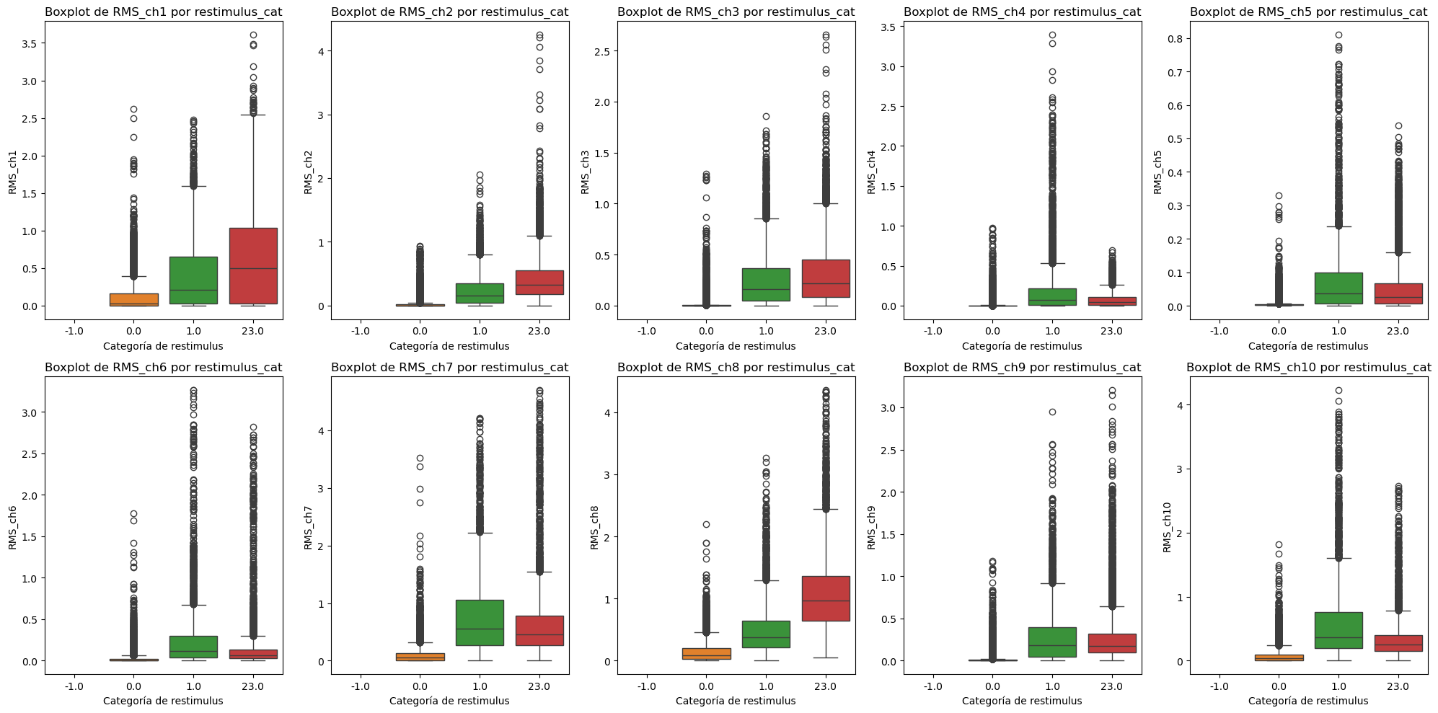 Boxplot de RMS_ch1 por restimulus_cat
RMS_ch1
3.5
3.0
2.5
2.0
1.5
1.0
0.5
0.0
-1.0 0.0 1.0 23.0
Categoría de restimulus
Boxplot de RMS_ch2 por restimulus_cat
RMS_ch2
4
3
2
1
0
-1.0 0.0 1.0 23.0
Categoría de restimulus
Boxplot de RMS_ch3 por restimulus_cat
RMS_ch3
2.5
2.0
1.5
1.0
0.5
0.0
-1.0 0.0 1.0 23.0
Categoría de restimulus
Boxplot de RMS_ch4 por restimulus_cat
RMS_ch4
3.5
3.0
2.5
2.0
1.5
1.0
0.5
0.0
-1.0 0.0 1.0 23.0
Categoría de restimulus
Boxplot de RMS_ch5 por restimulus_cat
RMS_ch5
0.8
0.7
0.6
0.5
0.4
0.3
0.2
0.1
0.0
-1.0 0.0 1.0 23.0
Categoría de restimulus
Boxplot de RMS_ch6 por restimulus_cat
RMS_ch6
3.0
2.5
2.0
1.5
1.0
0.5
0.0
-1.0 0.0 1.0 23.0
Categoría de restimulus
Boxplot de RMS_ch7 por restimulus_cat
RMS_ch7
4
3
2
1
0
-1.0 0.0 1.0 23.0
Categoría de restimulus
Boxplot de RMS_ch8 por restimulus_cat
RMS_ch8
4
3
2
1
0
-1.0 0.0 1.0 23.0
Categoría de restimulus
Boxplot de RMS_ch9 por restimulus_cat
RMS_ch9
3.0
2.5
2.0
1.5
1.0
0.5
0.0
-1.0 0.0 1.0 23.0
Categoría de restimulus
Boxplot de RMS_ch10 por restimulus_cat
RMS_ch10
4
3
2
1
0
-1.0 0.0 1.0 23.0
Categoría de restimulus